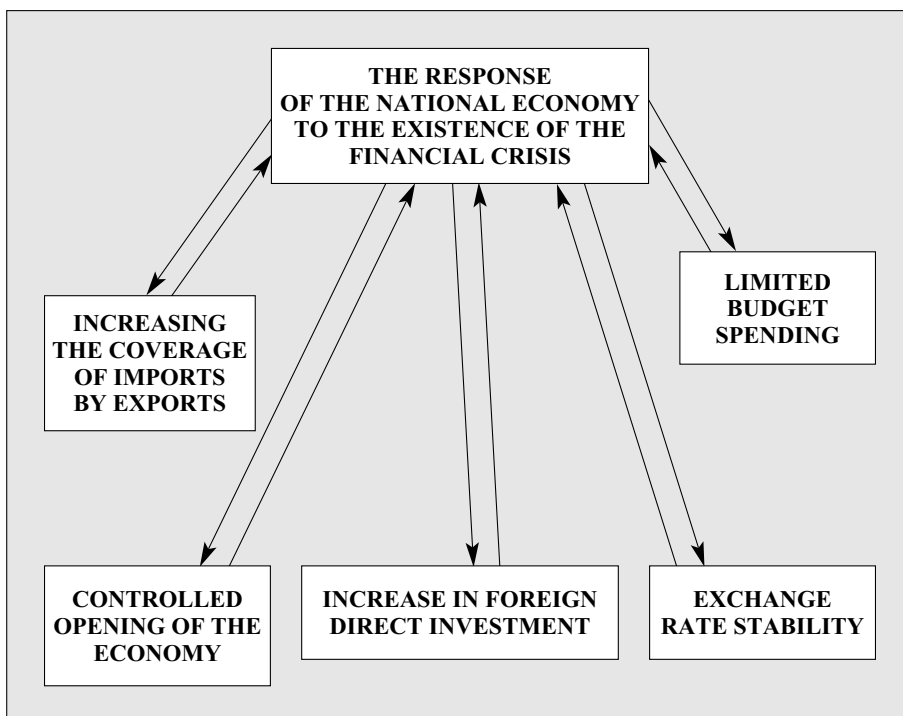 THE RESPONSE
OF THE NATIONAL ECONOMY
TO THE EXISTENCE OF THE
FINANCIAL CRISIS
LIMITED
BUDGET
SPENDING
INCREASING
THE COVERAGE
OF IMPORTS
BY EXPORTS
CONTROLLED
OPENING OF THE
ECONOMY
INCREASE IN FOREIGN
DIRECT INVESTMENT
EXCHANGE
RATE STABILITY